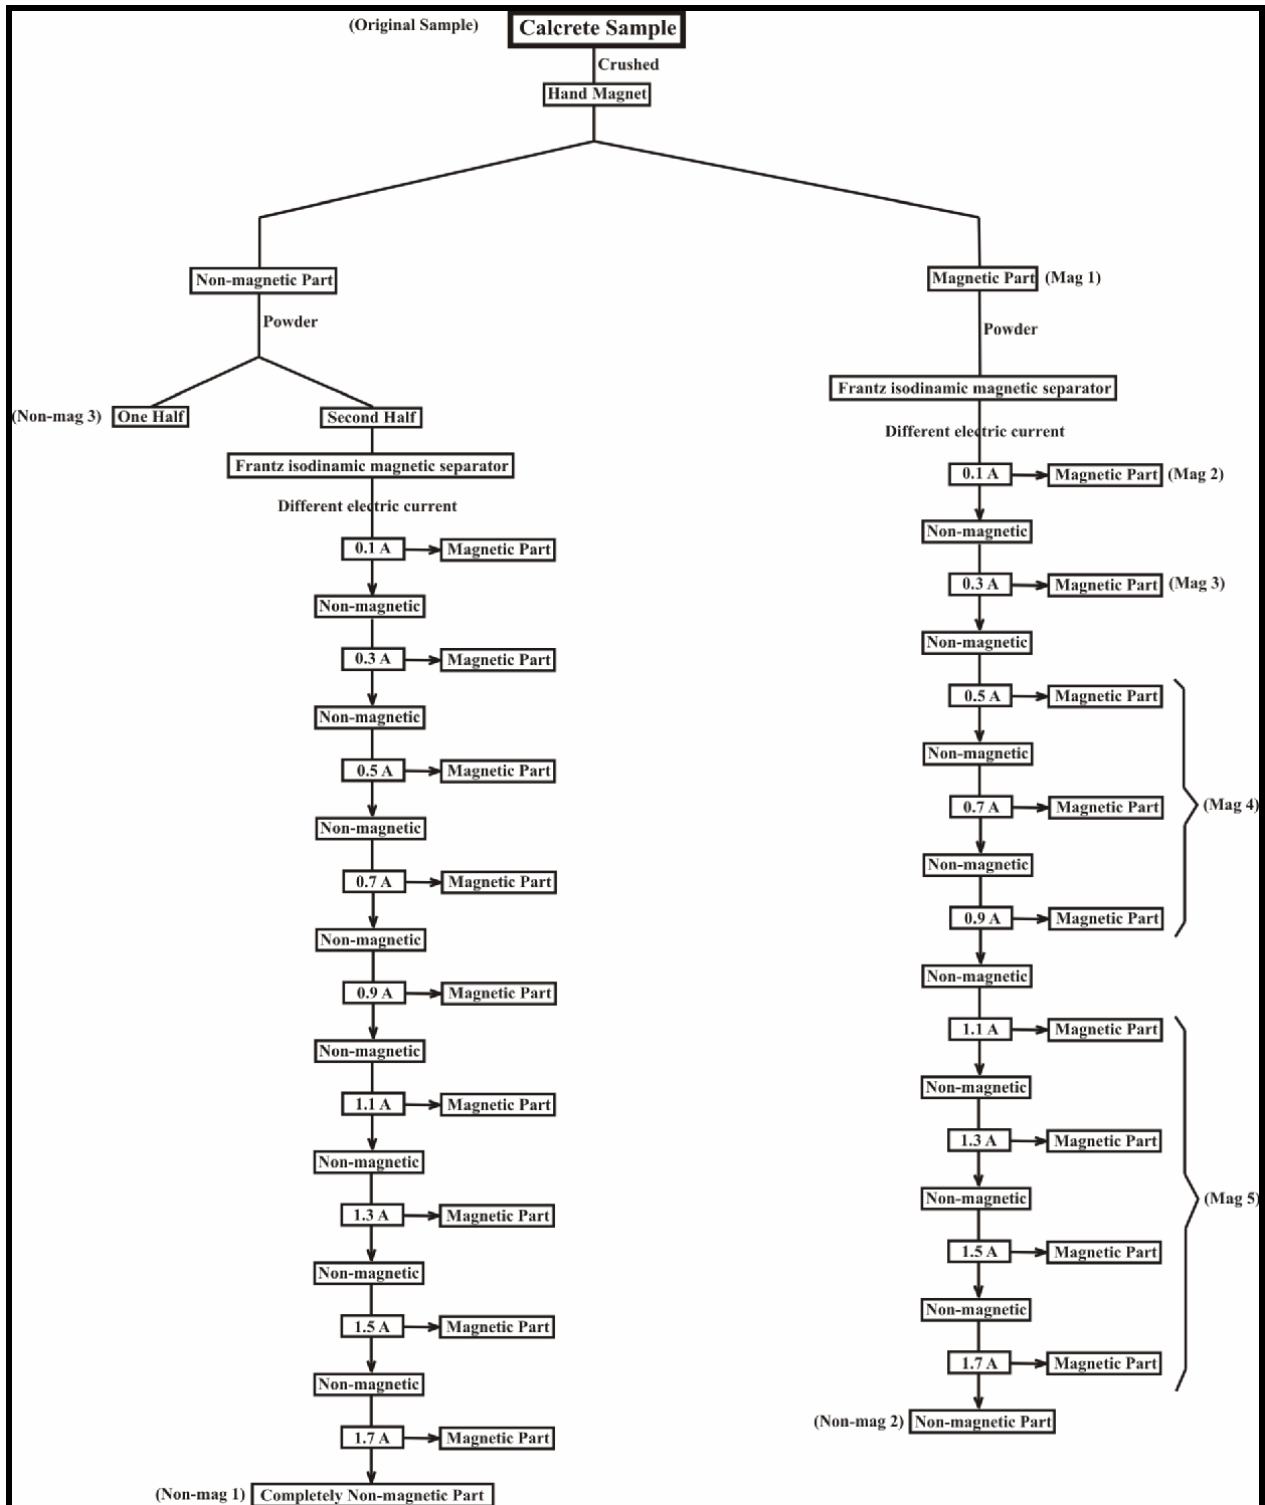 (Original Sample)
Calcrete Sample
Crushed
Hand Magnet
Non-magnetic Part
Powder
(Non-mag 3)
One Half
Second Half
Frantz isodinamic magnetic separator
Different electric current
0.1 A
Magnetic Part
Non-magnetic
0.3 A
Magnetic Part
Non-magnetic
0.5 A
Magnetic Part
Non-magnetic
0.7 A
Magnetic Part
Non-magnetic
0.9 A
Magnetic Part
Non-magnetic
1.1 A
Magnetic Part
Non-magnetic
1.3 A
Magnetic Part
Non-magnetic
1.5 A
Magnetic Part
Non-magnetic
1.7 A
Magnetic Part
(Non-mag 1)
Completely Non-magnetic Part
Magnetic Part
(Mag 1)
Powder
Frantz isodinamic magnetic separator
Different electric current
0.1 A
Magnetic Part
(Mag 2)
Non-magnetic
0.3 A
Magnetic Part
(Mag 3)
Non-magnetic
0.5 A
Magnetic Part
Non-magnetic
0.7 A
Magnetic Part
(Mag 4)
Non-magnetic
0.9 A
Magnetic Part
Non-magnetic
1.1 A
Magnetic Part
Non-magnetic
1.3 A
Magnetic Part
Non-magnetic
(Mag 5)
1.5 A
Magnetic Part
Non-magnetic
1.7 A
Magnetic Part
(Non-mag 2)
Non-magnetic Part